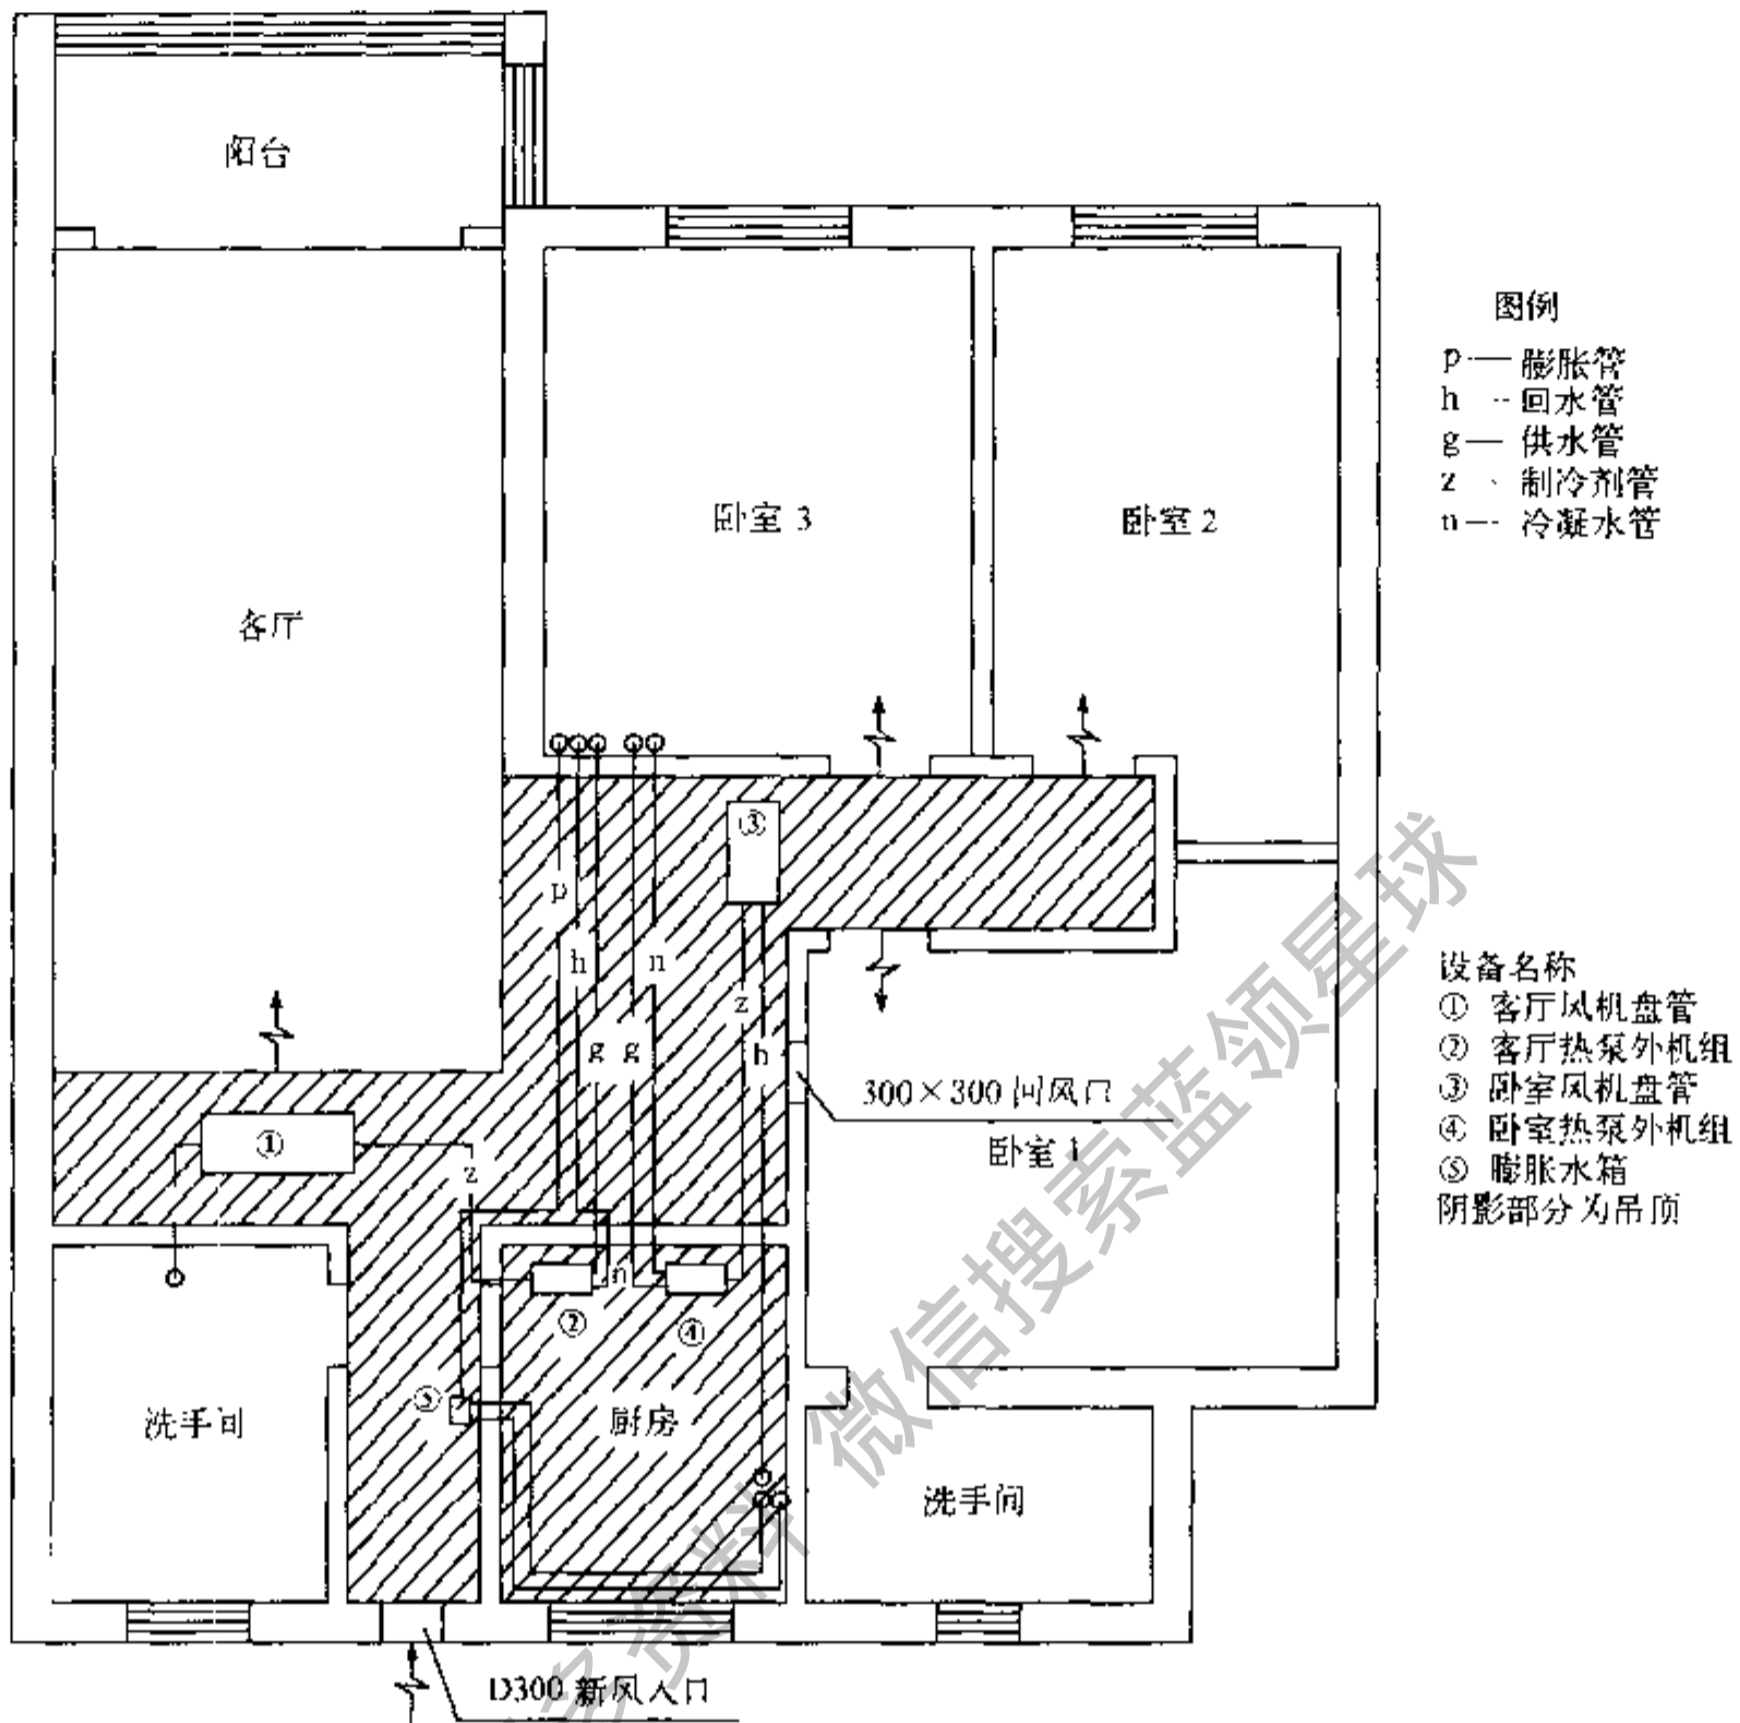 阳台
图例
p — 膨胀管
h -- 回水管
g — 供水管
z 制冷剂管
n -- 冷凝水管
卧室 3
卧室 2
客厅
③
p
h
n
z
g
g
h
设备名称
① 客厅风机盘管
② 客厅热泵外机组
③ 卧室风机盘管
④ 卧室热泵外机组
⑤ 膨胀水箱
阴影部分为吊顶
300×300 回风口
卧室 1
①
z
n
②
④
⑤
洗手间
厨房
洗手间
D300 新风入口
多资料 微信搜索蓝领星球